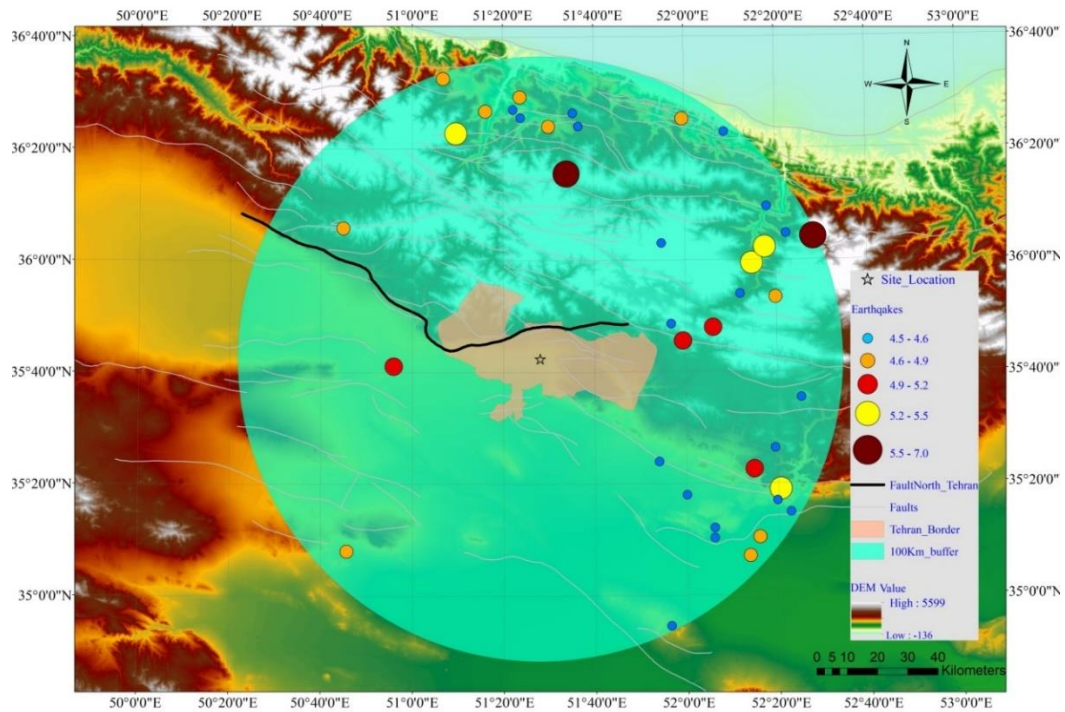 50°0'0"E 50°20'0"E 50°40'0"E 51°0'0"E 51°20'0"E 51°40'0"E 52°0'0"E 52°20'0"E 52°40'0"E 53°0'0"E
36°40'0"N 36°40'0"N
N
W E
S
36°20'0"N 36°20'0"N
36°0'0"N 36°0'0"N
Site_Location
Earthqakes
4.5 - 4.6
4.6 - 4.9
4.9 - 5.2
5.2 - 5.5
5.5 - 7.0
FaultNorth_Tehran
Faults
Tehran_Border
100Km_buffer
DEM Value
High : 5599
Low : -136
35°40'0"N 35°40'0"N
35°20'0"N 35°20'0"N
35°0'0"N 35°0'0"N
0 5 10 20 30 40
Kilometers
50°0'0"E 50°20'0"E 50°40'0"E 51°0'0"E 51°20'0"E 51°40'0"E 52°0'0"E 52°20'0"E 52°40'0"E 53°0'0"E